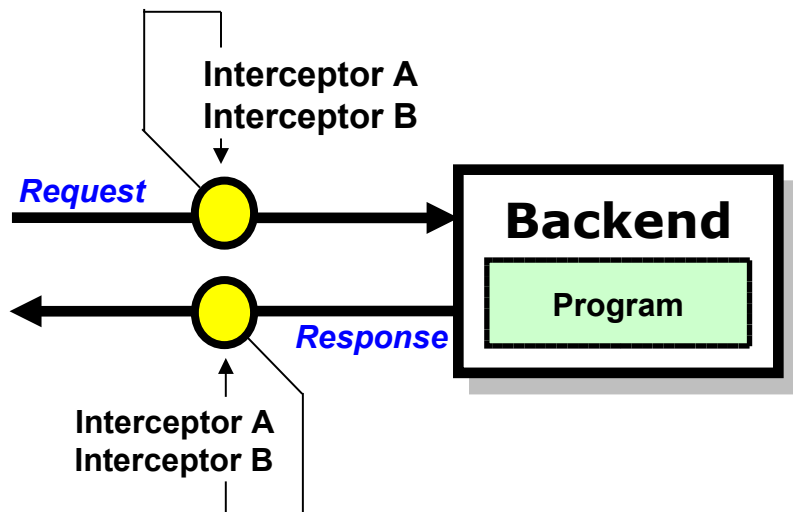 Interceptor A
Interceptor B
Request
Backend
Program
Response
Interceptor A
Interceptor B